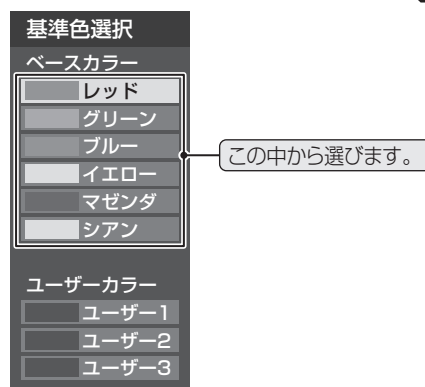 基準色選択
ベースカラー
レッド
グリーン
ブルー
イエロー
マゼンダ
シアン
この中から選びます。
ユーザーカラー
ユーザー1
ユーザー2
ユーザー3